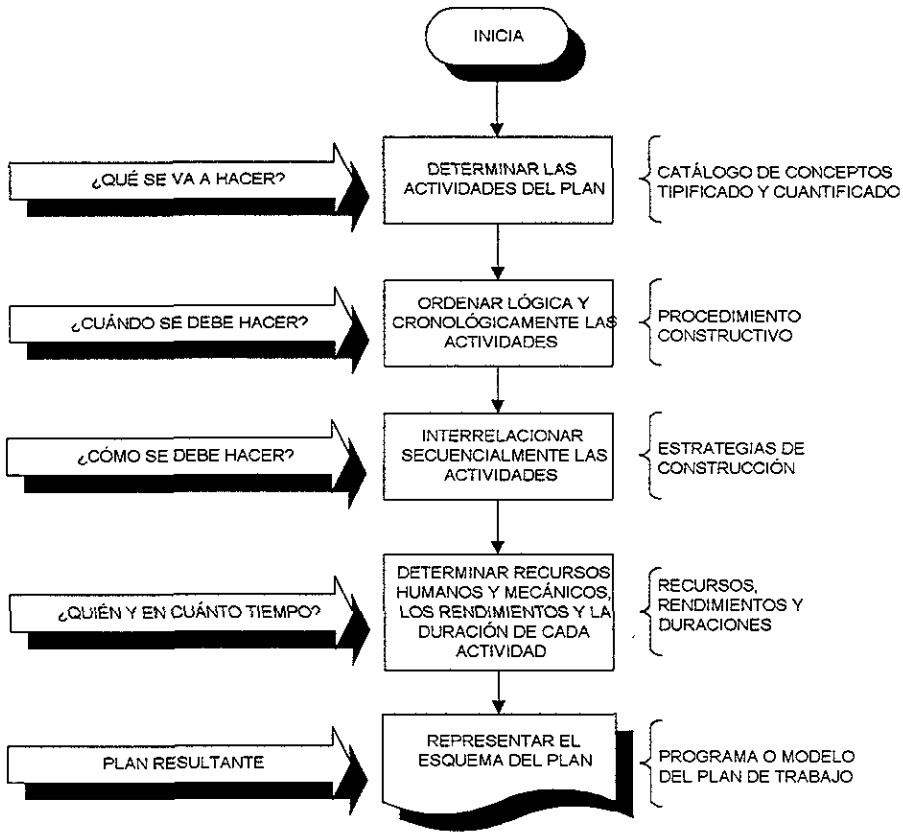 INICIA
¿QUÉ SE VA A HACER?
DETERMINAR LAS
ACTIVIDADES DEL PLAN
CATÁLOGO DE CONCEPTOS
TIPIFICADO Y CUANTIFICADO
¿CUÁNDO SE DEBE HACER?
ORDENAR LÓGICA Y
CRONOLÓGICAMENTE LAS
ACTIVIDADES
PROCEDIMIENTO
CONSTRUCTIVO
¿CÓMO SE DEBE HACER?
INTERRELACIONAR
SECUENCIALMENTE LAS
ACTIVIDADES
ESTRATEGIAS DE
CONSTRUCCIÓN
¿QUIÉN Y EN CUÁNTO TIEMPO?
DETERMINAR RECURSOS
HUMANOS Y MECÁNICOS,
LOS RENDIMIENTOS Y LA
DURACIÓN DE CADA
ACTIVIDAD
RECURSOS,
RENDIMIENTOS Y
DURACIONES
PLAN RESULTANTE
REPRESENTAR EL
ESQUEMA DEL PLAN
PROGRAMA O MODELO
DEL PLAN DE TRABAJO